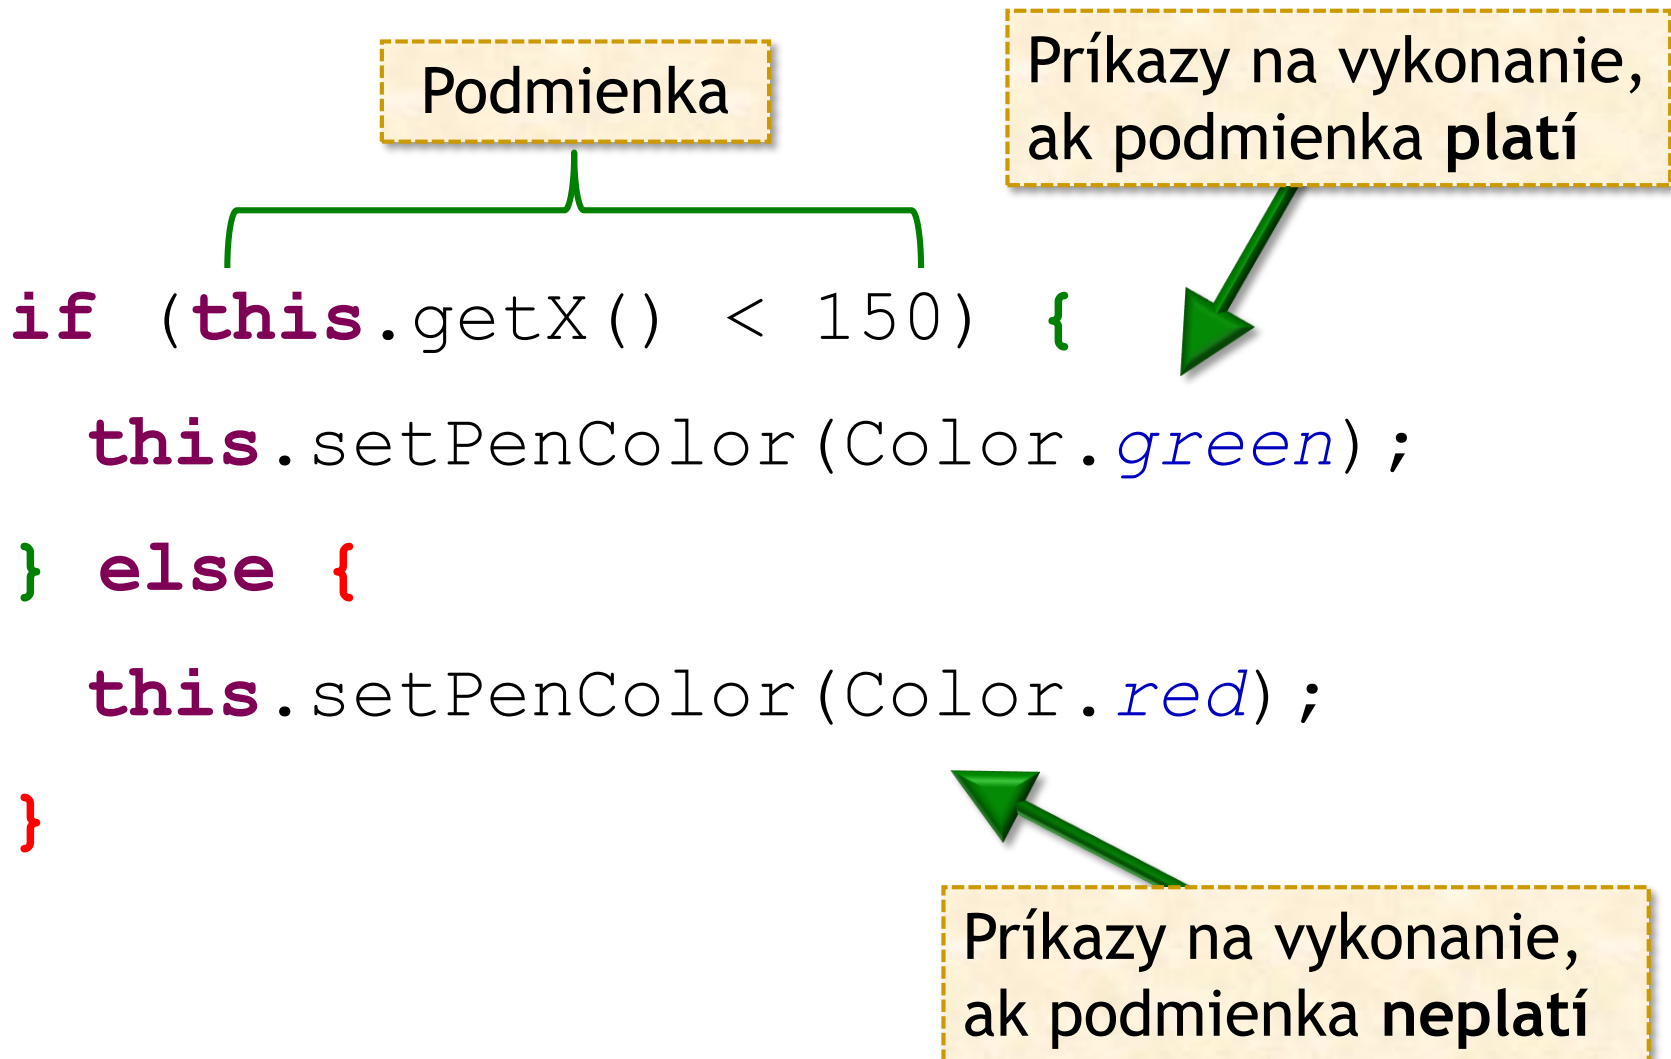 Podmienka
Príkazy na vykonanie,
ak podmienka platí
if (this.getX() < 150) {
this.setPenColor(Color.green);
} else {
this.setPenColor(Color.red);
}
Príkazy na vykonanie,
ak podmienka neplatí